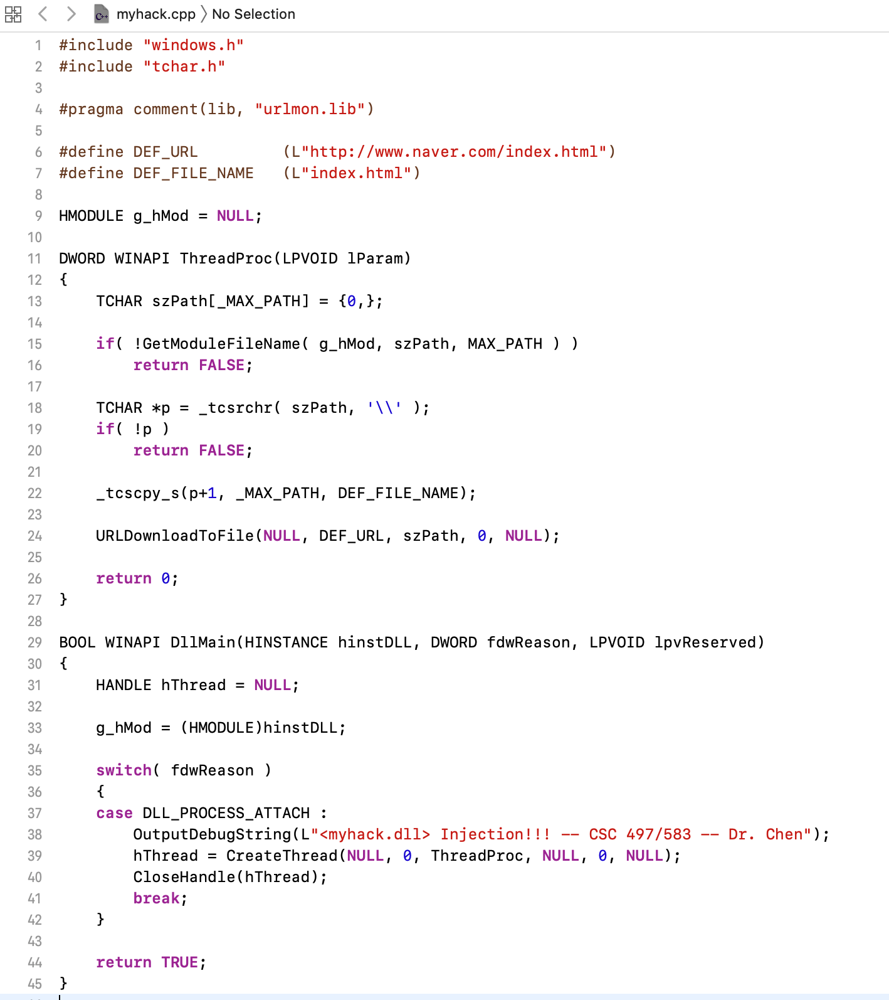 myhack.cpp No Selection
1 #include "windows.h"
2 #include "tchar.h"
3
4 #pragma comment(lib, "urlmon.lib")
5
6 #define DEF_URL         (L"http://www.naver.com/index.html")
7 #define DEF_FILE_NAME   (L"index.html")
8
9 HMODULE g_hMod = NULL;
10
11 DWORD WINAPI ThreadProc(LPVOID lParam)
12 {
13     TCHAR szPath[_MAX_PATH] = {0,};
14
15     if( !GetModuleFileName( g_hMod, szPath, MAX_PATH ) )
16         return FALSE;
17
18     TCHAR *p = _tcsrchr( szPath, '\\' );
19     if( !p )
20         return FALSE;
21
22     _tcscpy_s(p+1, _MAX_PATH, DEF_FILE_NAME);
23
24     URLDownloadToFile(NULL, DEF_URL, szPath, 0, NULL);
25
26     return 0;
27 }
28
29 BOOL WINAPI DllMain(HINSTANCE hinstDLL, DWORD fdwReason, LPVOID lpvReserved)
30 {
31     HANDLE hThread = NULL;
32
33     g_hMod = (HMODULE)hinstDLL;
34
35     switch( fdwReason )
36     {
37     case DLL_PROCESS_ATTACH :
38         OutputDebugString(L"<myhack.dll> Injection!!! -- CSC 497/583 -- Dr. Chen");
39         hThread = CreateThread(NULL, 0, ThreadProc, NULL, 0, NULL);
40         CloseHandle(hThread);
41         break;
42     }
43
44     return TRUE;
45 }